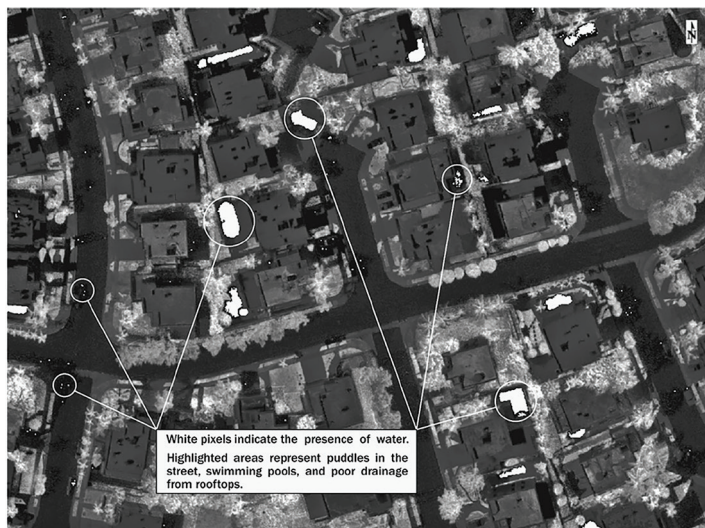 N
White pixels indicate the presence of water.
Highlighted areas represent puddles in the
street, swimming pools, and poor drainage
from rooftops.